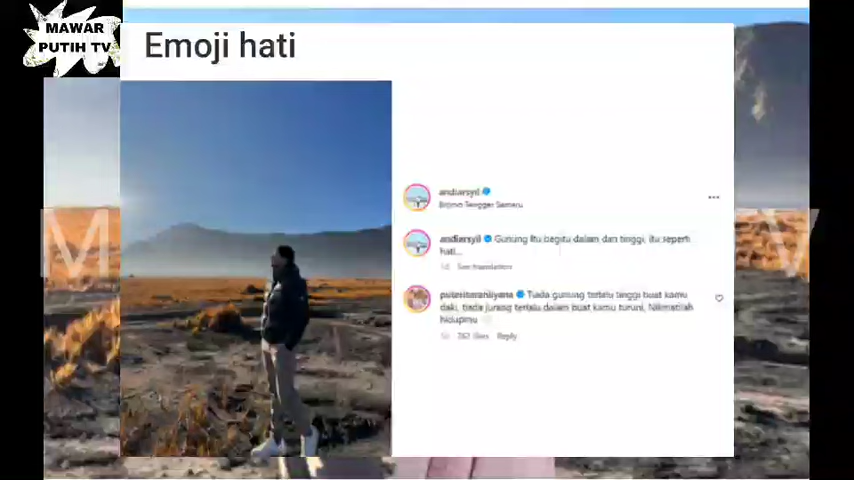 MAWAR
PUTIH TV
Emoji hati
andiarsyil
Bromo Tengger Semeru
andiarsyil Gunung itu begitu dalam dan tinggi, itu seperti
hati...
See translation
Tiada gunung terlalu tinggi buat kamu
daki, tiada jurang terlalu dalam buat kamu turuni, Nikmatilah
hidupmu
262 likes Reply
M
V